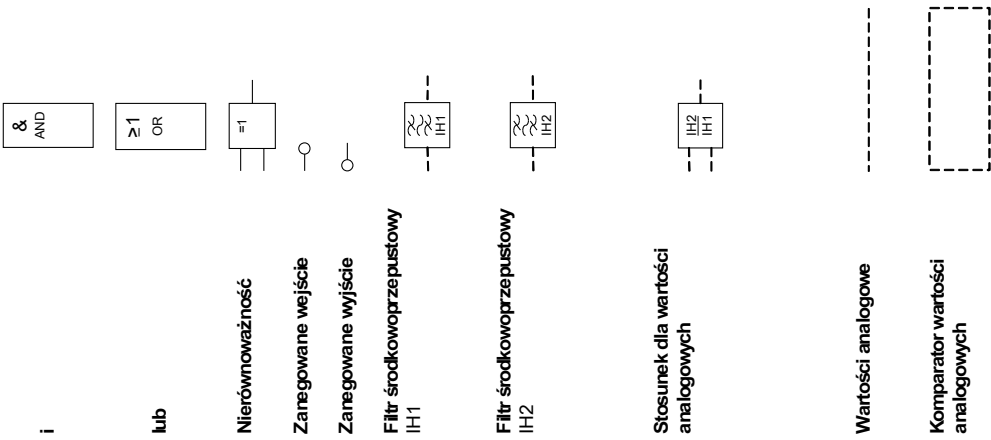 i
&
AND
lub
≥1
OR
Nierównoważność
=1
Zanegowane wejście
Zanegowane wyjście
Filtr środkowoprzepustowy
IH1
IH1
Filtr środkowoprzepustowy
IH2
IH2
Stosunek dla wartości
analogowych
IH2
IH1
Wartości analogowe
Komparator wartości
analogowych